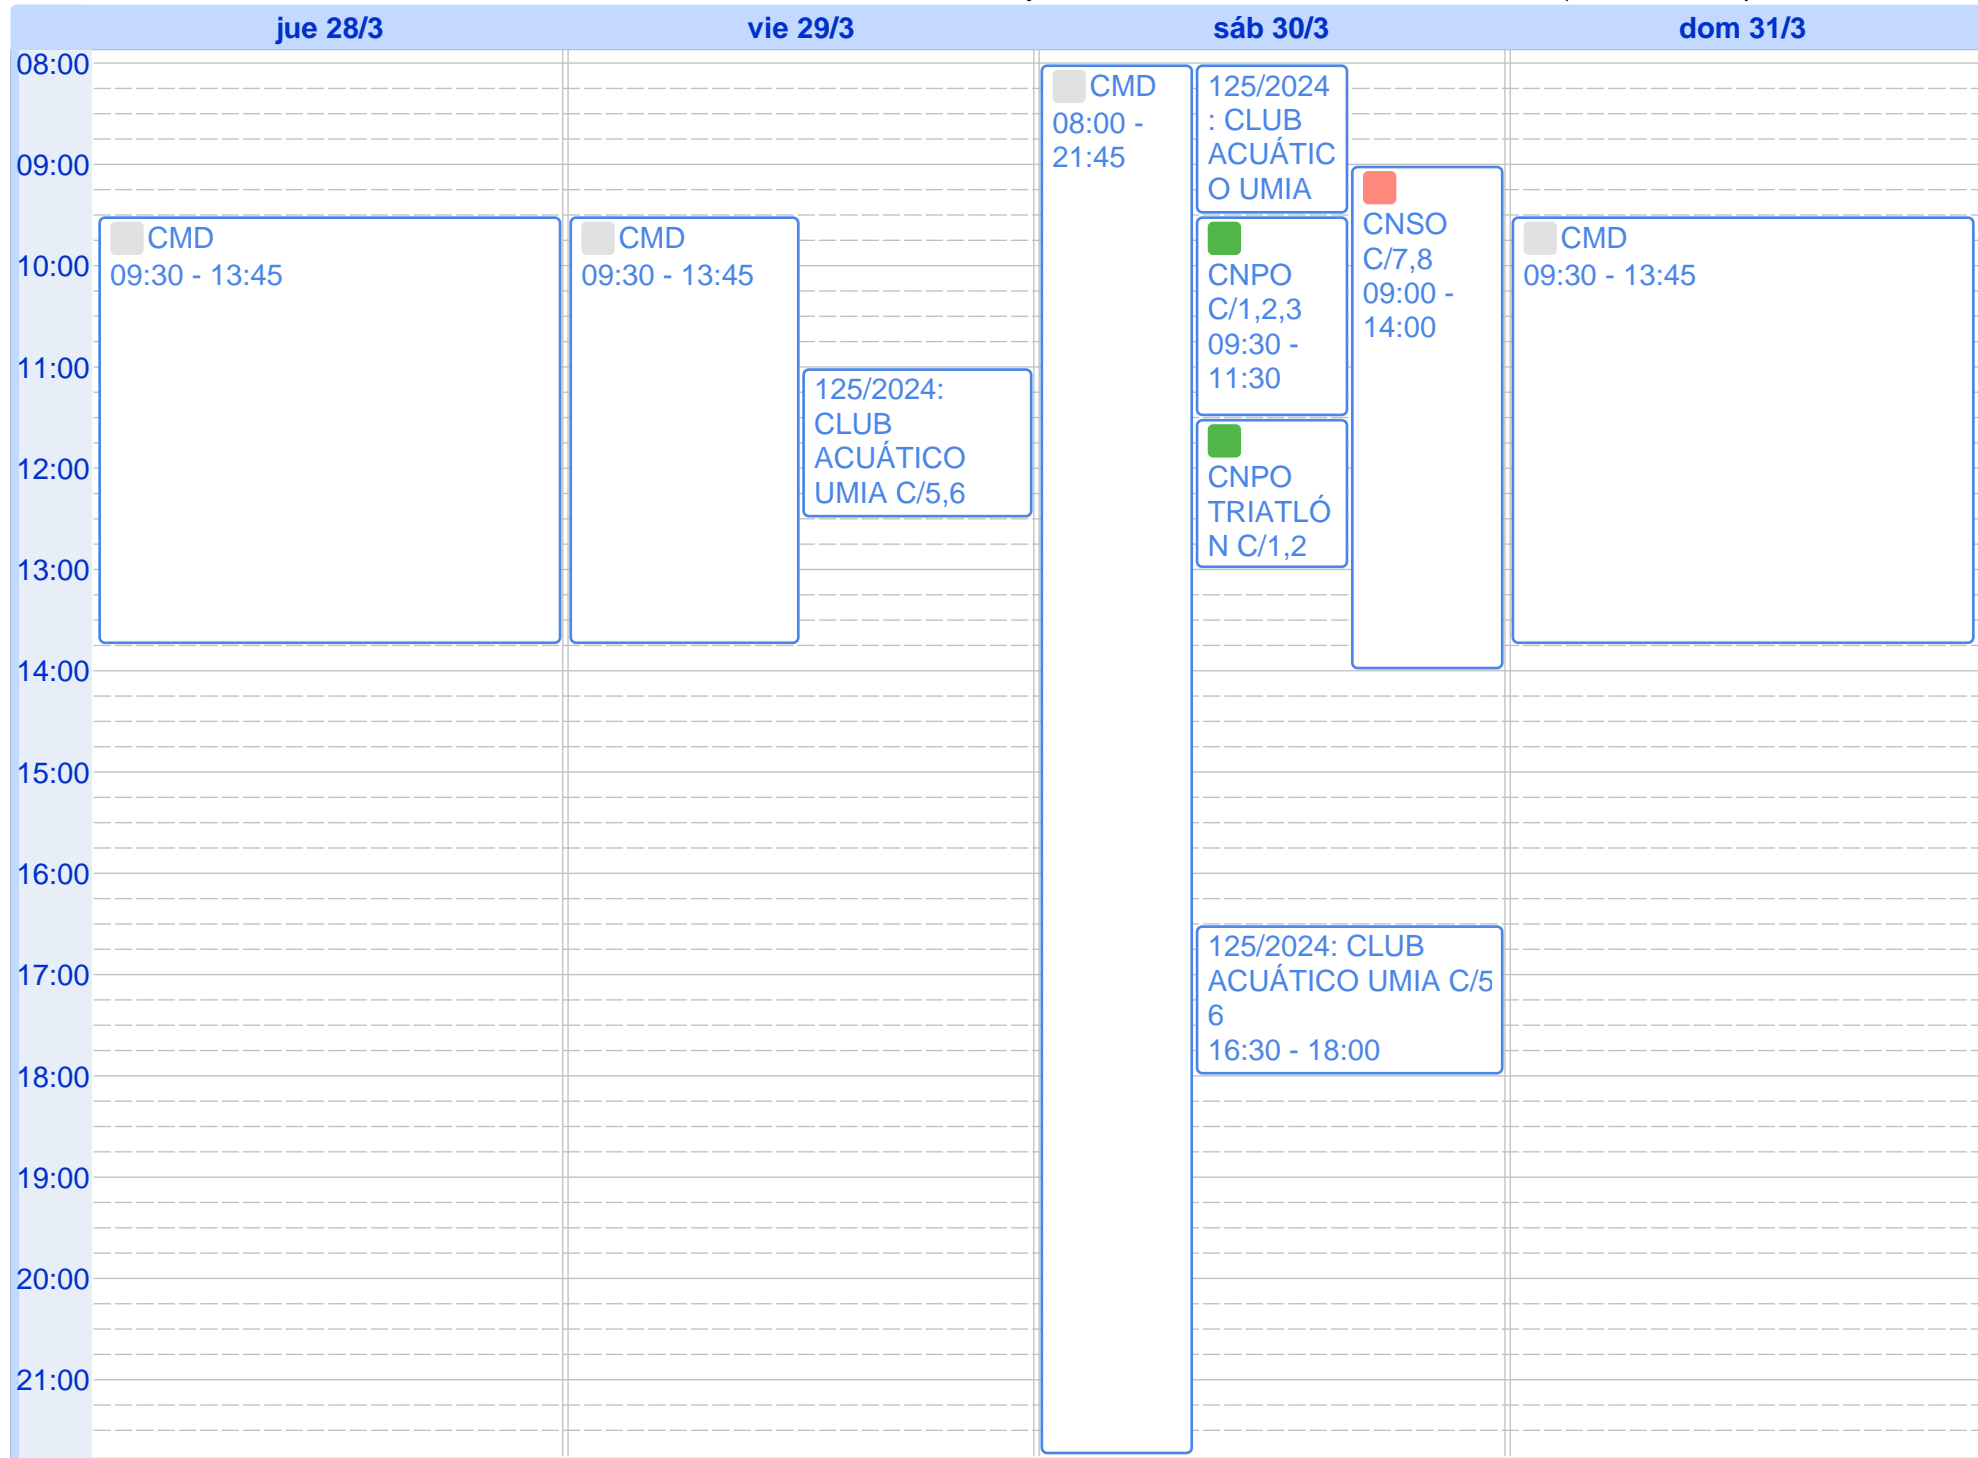 jue 28/3
vie 29/3
sáb 30/3
dom 31/3
08:00
09:00
10:00
11:00
12:00
13:00
14:00
15:00
16:00
17:00
18:00
19:00
20:00
21:00
CMD
09:30 - 13:45
CMD
09:30 - 13:45
125/2024:
CLUB
ACUÁTICO
UMIA C/5,6
CMD
08:00 -
21:45
125/2024
: CLUB
ACUÁTIC
O UMIA
CNPO
C/1,2,3
09:30 -
11:30
CNPO
TRIATLÓ
N C/1,2
CNSO
C/7,8
09:00 -
14:00
125/2024: CLUB
ACUÁTICO UMIA C/5
6
16:30 - 18:00
CMD
09:30 - 13:45